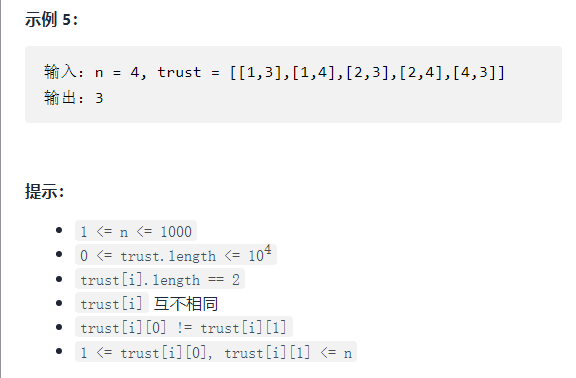 示例 5：
输入：n = 4, trust = [[1,3],[1,4],[2,3],[2,4],[4,3]]
输出：3
提示：
1 <= n <= 1000
0 <= trust.length <= 10⁴
trust[i].length == 2
trust[i] 互不相同
trust[i][0] != trust[i][1]
1 <= trust[i][0], trust[i][1] <= n